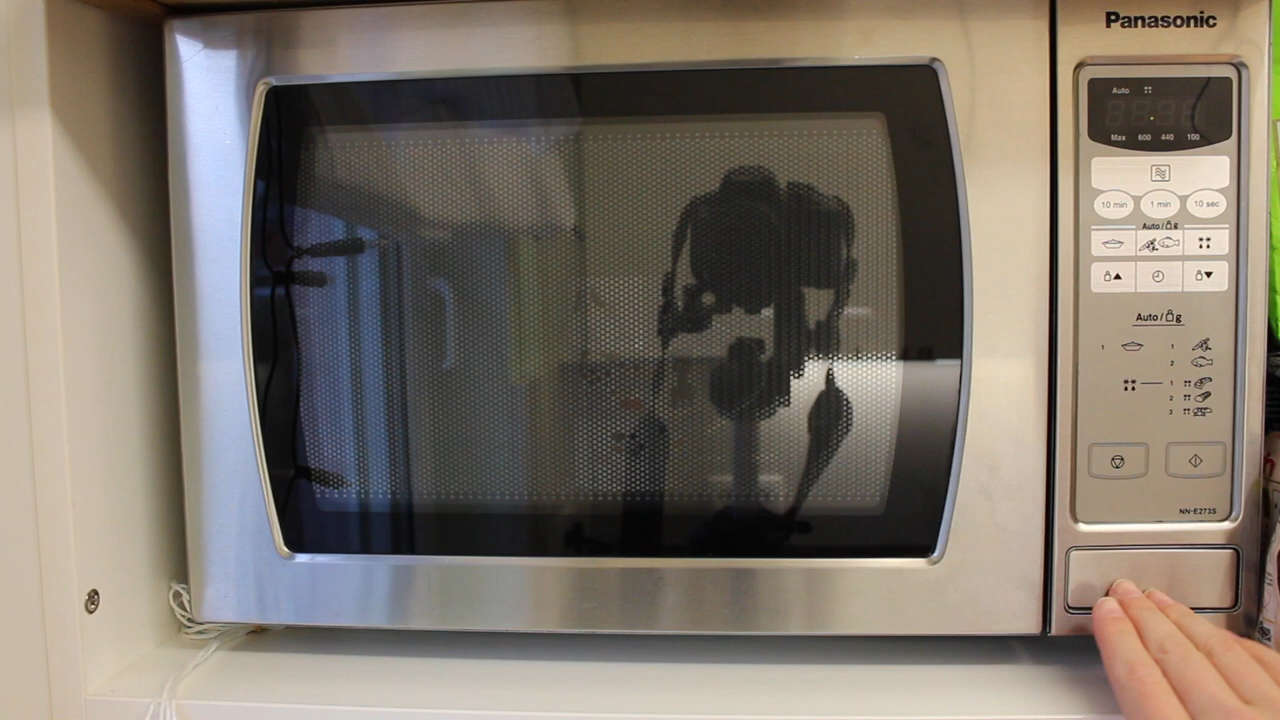 Panasonic
Auto
Max 600 440 100
10 min 1 min 10 sec
Auto/ g
Auto/ g
1 1
2
1
2
3
NN-E273S